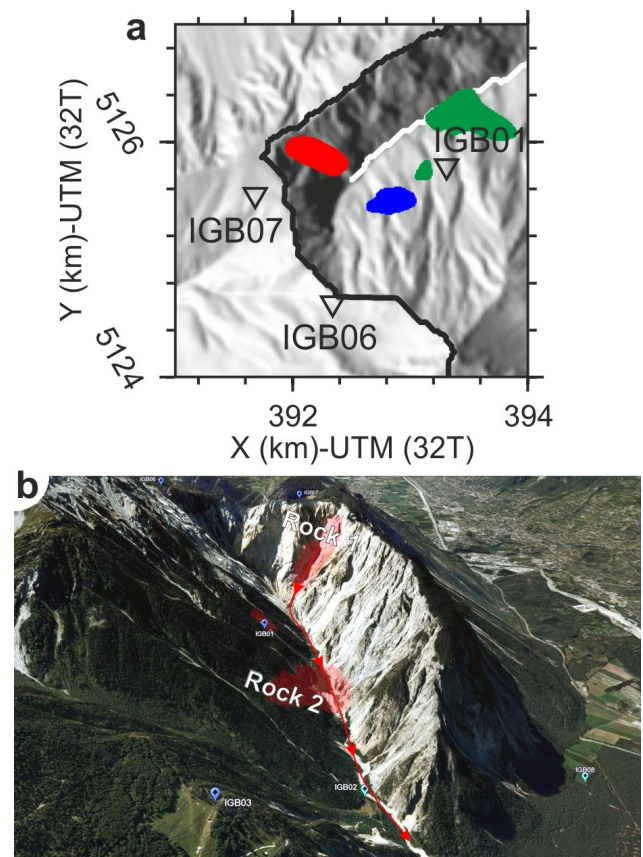 a
5126
5124
Y (km)-UTM (32T)
IGB01
IGB07
IGB06
392
394
X (km)-UTM (32T)
b
IGB06
Rock 1
IGB01
Rock 2
IGB02
IGB03
IGB08